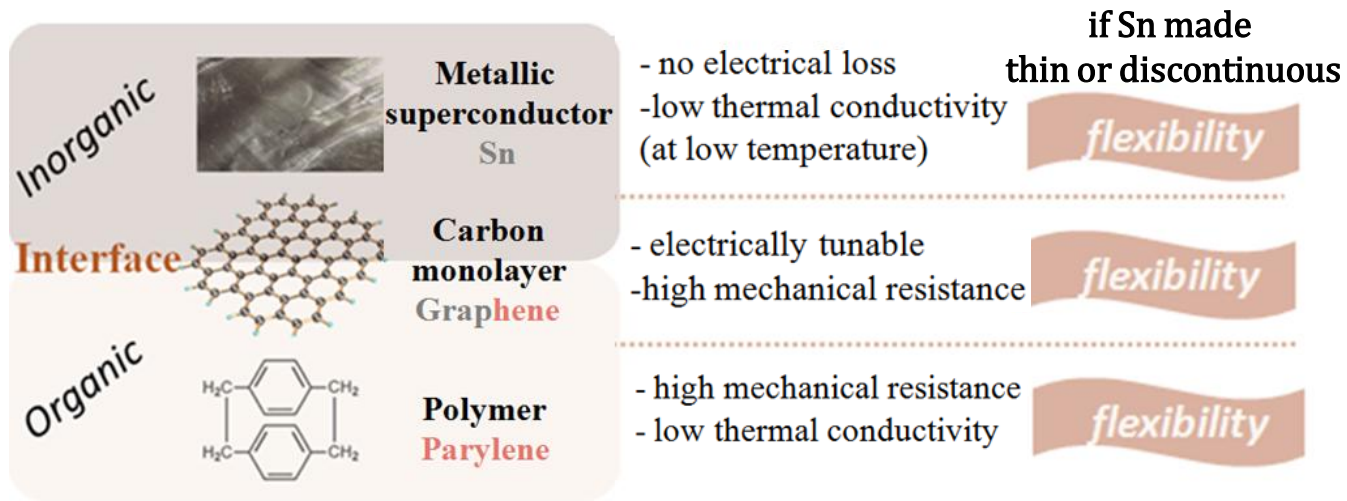 if Sn made
thin or discontinuous
Inorganic
Metallic
superconductor
Sn
- no electrical loss
-low thermal conductivity
(at low temperature)
flexibility
Interface
Carbon
monolayer
Graphene
- electrically tunable
-high mechanical resistance
flexibility
Organic
H₂C
CH₂
H₂C
CH₂
Polymer
Parylene
- high mechanical resistance
- low thermal conductivity
flexibility